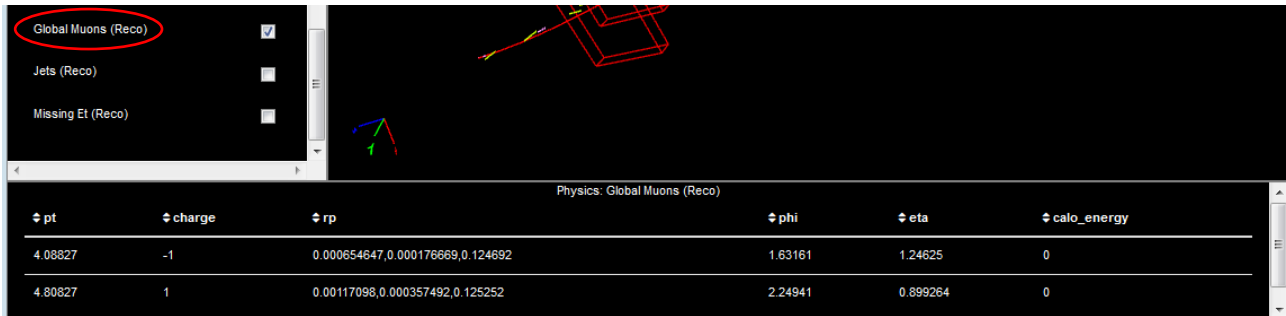 Global Muons (Reco)
Jets (Reco)
Missing Et (Reco)
Physics: Global Muons (Reco)
pt charge rp phi eta calo_energy
4.08827 -1 0.000654647,0.000176669,0.124692 1.63161 1.24625 0
4.80827 1 0.00117098,0.000357492,0.125252 2.24941 0.899264 0